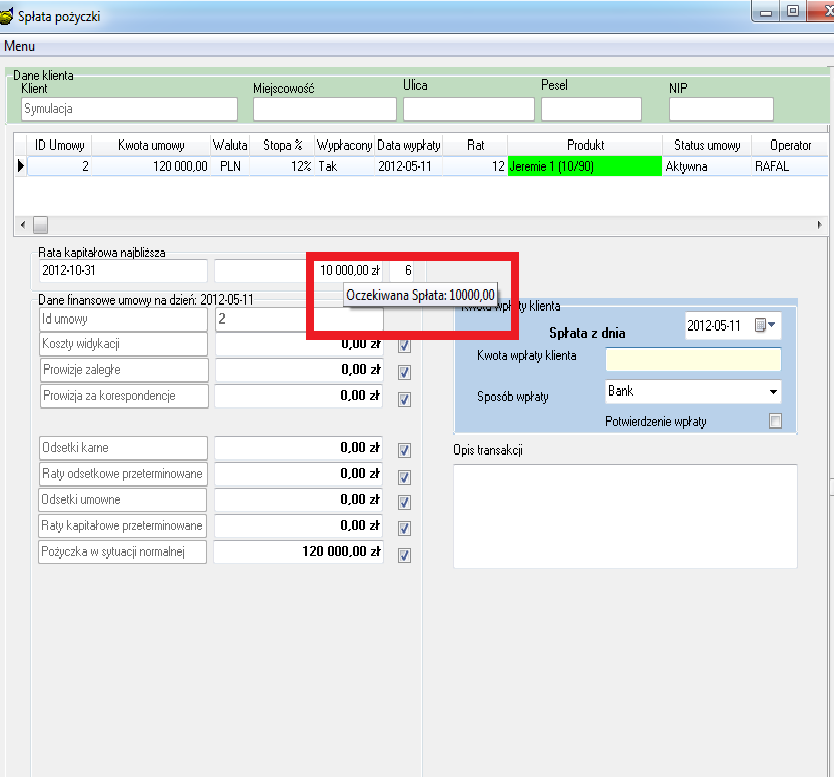 Spłata pożyczki
Menu
Dane klienta
Klient Miejscowość Ulica Pesel NIP
Symulacja
ID Umowy Kwota umowy Waluta Stopa % Wypłacony Data wypłaty Rat Produkt Status umowy Operator
2 120 000,00 PLN 12% Tak 2012-05-11 12 Jeremie 1 (10/90) Aktywna RAFAL
Rata kapitałowa najbliższa
2012-10-31 10 000,00 zł 6
Oczekiwana Spłata: 10000,00
Dane finansowe umowy na dzień: 2012-05-11
Id umowy 2
Koszty widykacji 0,00 zł
Prowizje zaległe 0,00 zł
Prowizja za korespondencje 0,00 zł
Odsetki karne 0,00 zł
Raty odsetkowe przeterminowane 0,00 zł
Odsetki umowne 0,00 zł
Raty kapitałowe przeterminowane 0,00 zł
Pożyczka w sytuacji normalnej 120 000,00 zł
Kwota wpłaty klienta
Spłata z dnia 2012-05-11
Kwota wpłaty klienta
Sposób wpłaty Bank
Potwierdzenie wpłaty
Opis transakcji